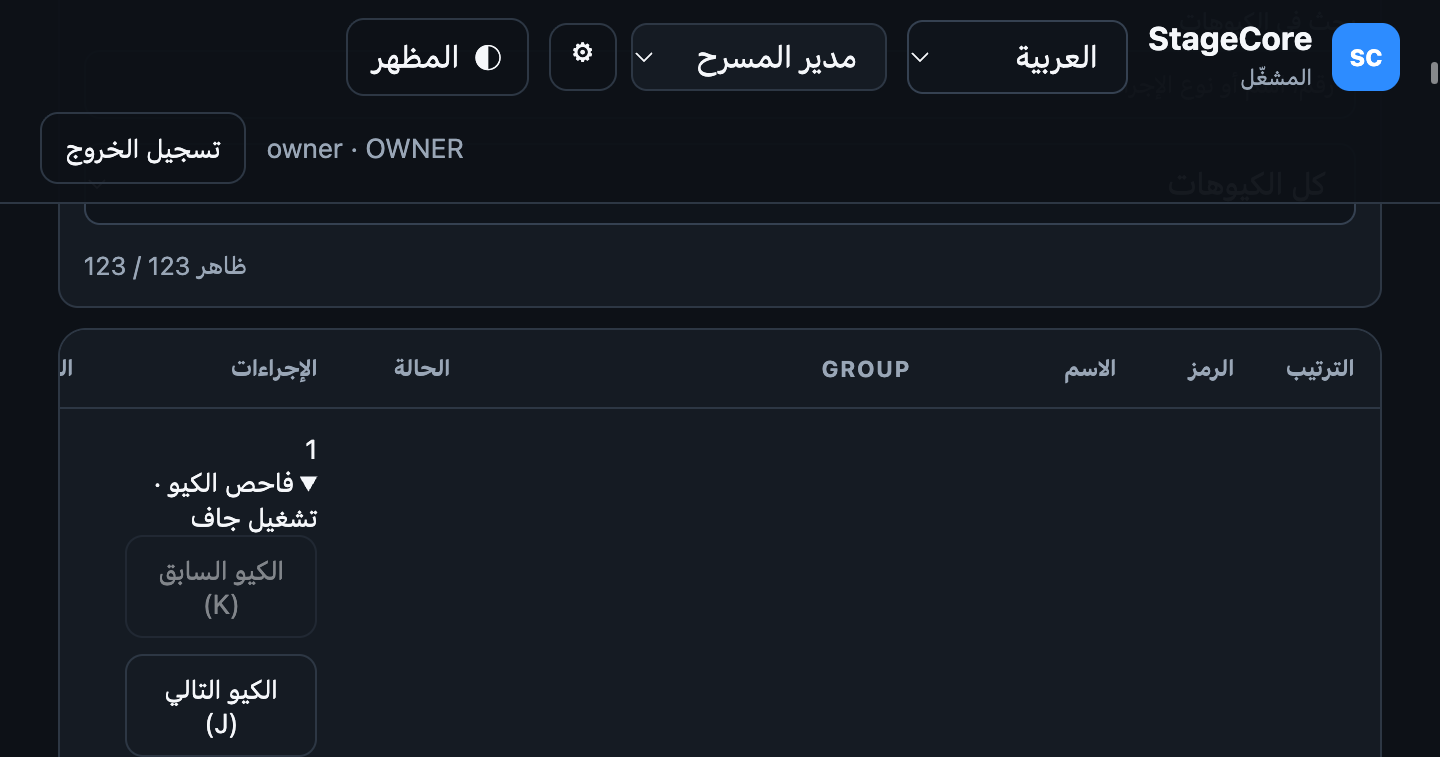 SC
StageCore
المشغّل
العربية
مدير المسرح
⚙
المظهر
owner · OWNER
تسجيل الخروج
كل الكيوهات
ظاهر 123 / 123
الترتيب
الرمز
الاسم
GROUP
الحالة
الإجراءات
1
▼ فاحص الكيو ·
تشغيل جاف
الكيو السابق
(K)
الكيو التالي
(J)